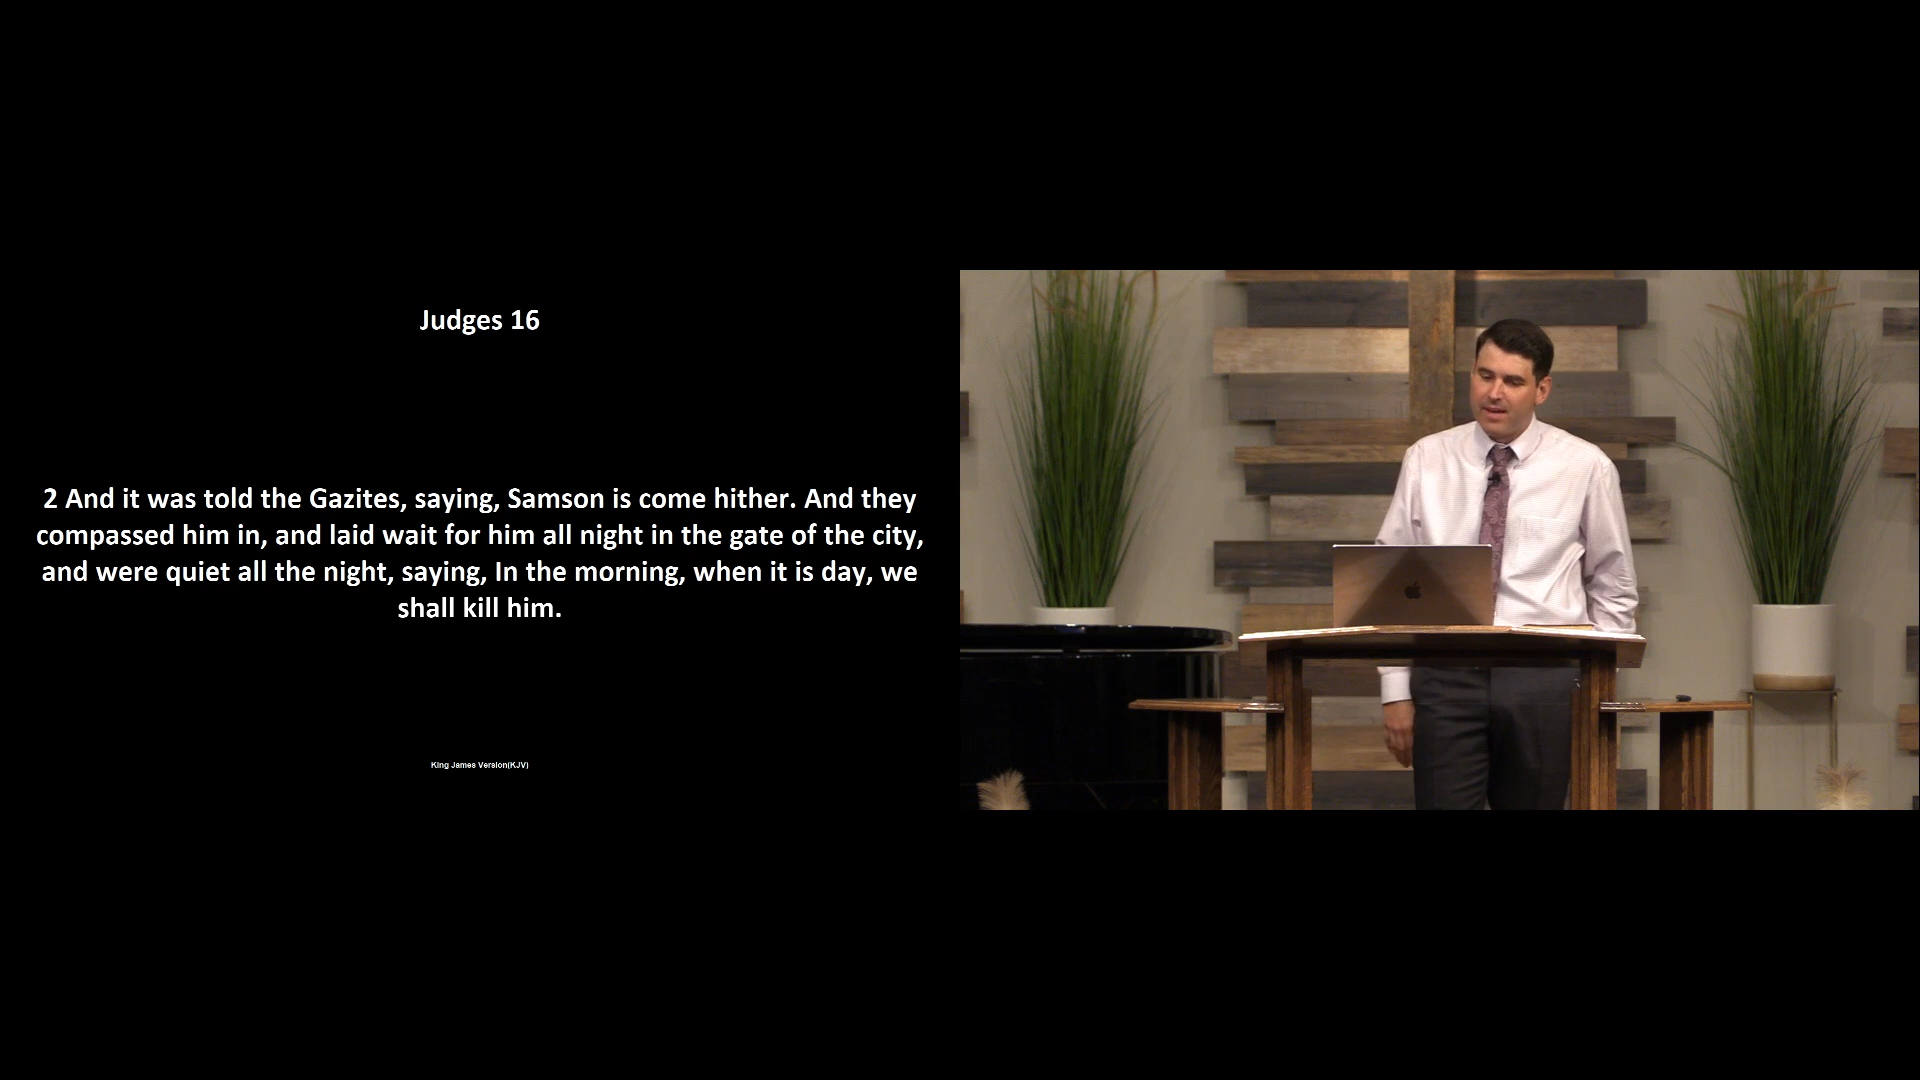 Judges 16
2 And it was told the Gazites, saying, Samson is come hither. And they
compassed him in, and laid wait for him all night in the gate of the city,
and were quiet all the night, saying, In the morning, when it is day, we
shall kill him.
King James Version(KJV)